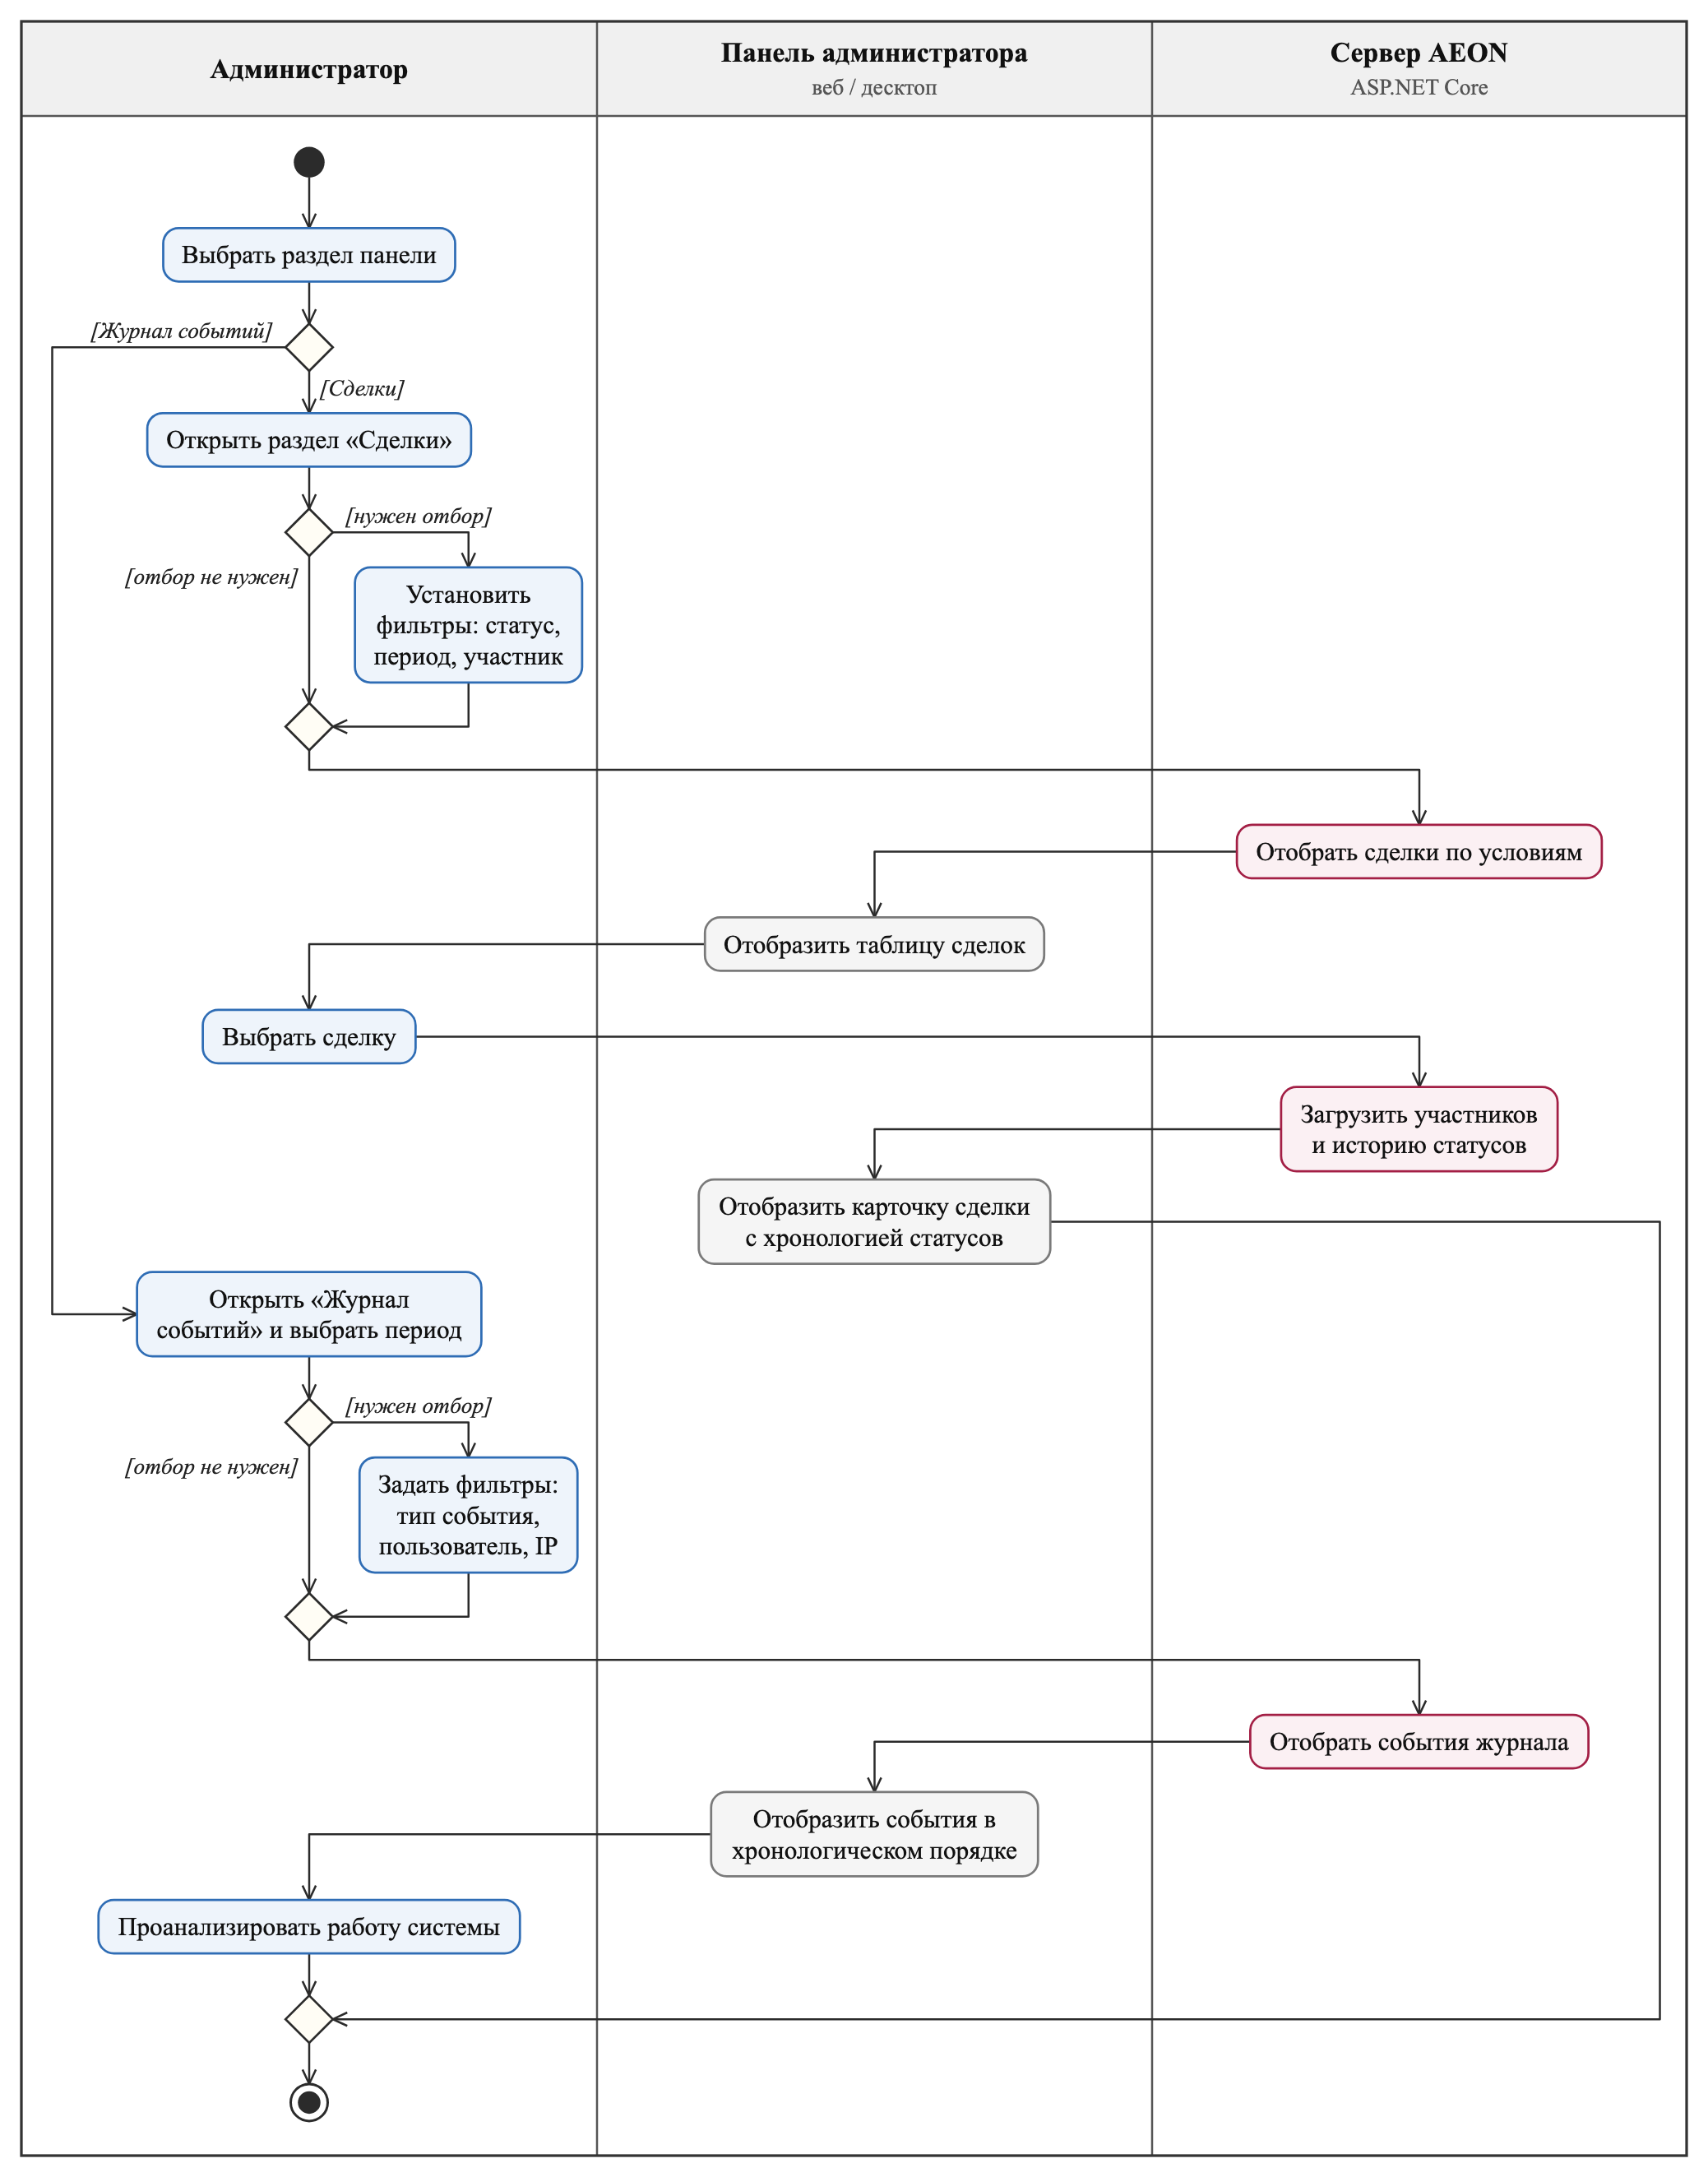 Администратор
Панель администратора
веб / десктоп
Сервер AEON
ASP.NET Core
Выбрать раздел панели
[Журнал событий]
[Сделки]
Открыть раздел «Сделки»
[нужен отбор]
[отбор не нужен]
Установить
фильтры: статус,
период, участник
Отобрать сделки по условиям
Отобразить таблицу сделок
Выбрать сделку
Загрузить участников
и историю статусов
Отобразить карточку сделки
с хронологией статусов
Открыть «Журнал
событий» и выбрать период
[нужен отбор]
[отбор не нужен]
Задать фильтры:
тип события,
пользователь, IP
Отобрать события журнала
Отобразить события в
хронологическом порядке
Проанализировать работу системы